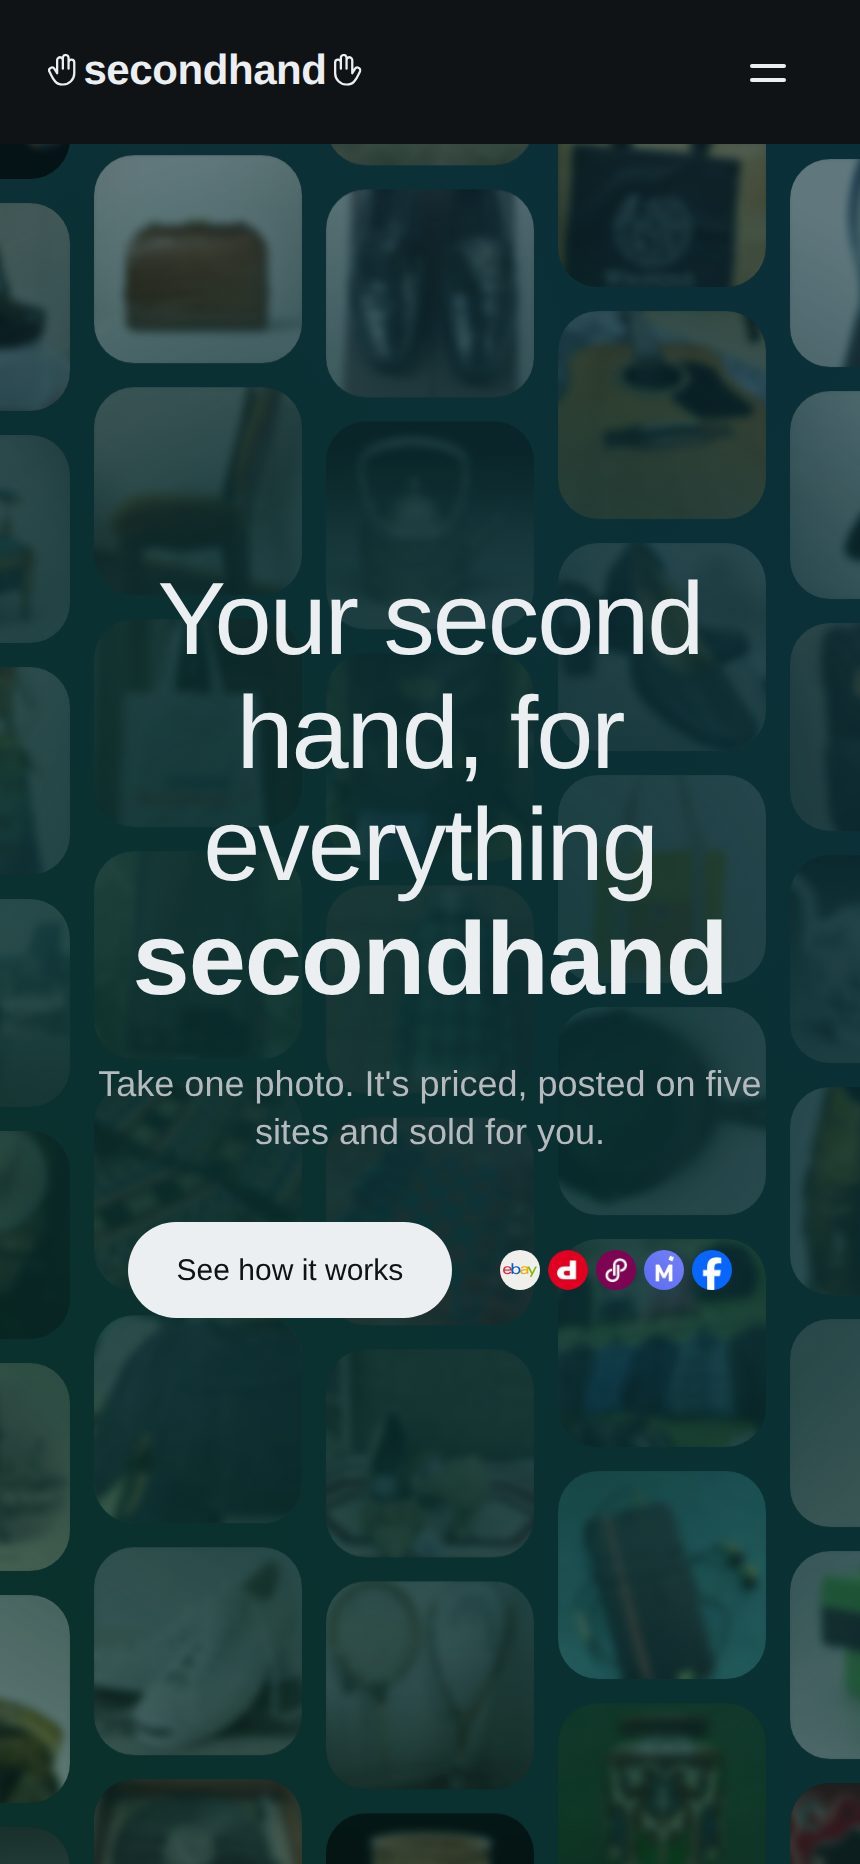 secondhand
Your second
hand, for
everything
secondhand
Take one photo. It's priced, posted on five
sites and sold for you.
See how it works
ebay